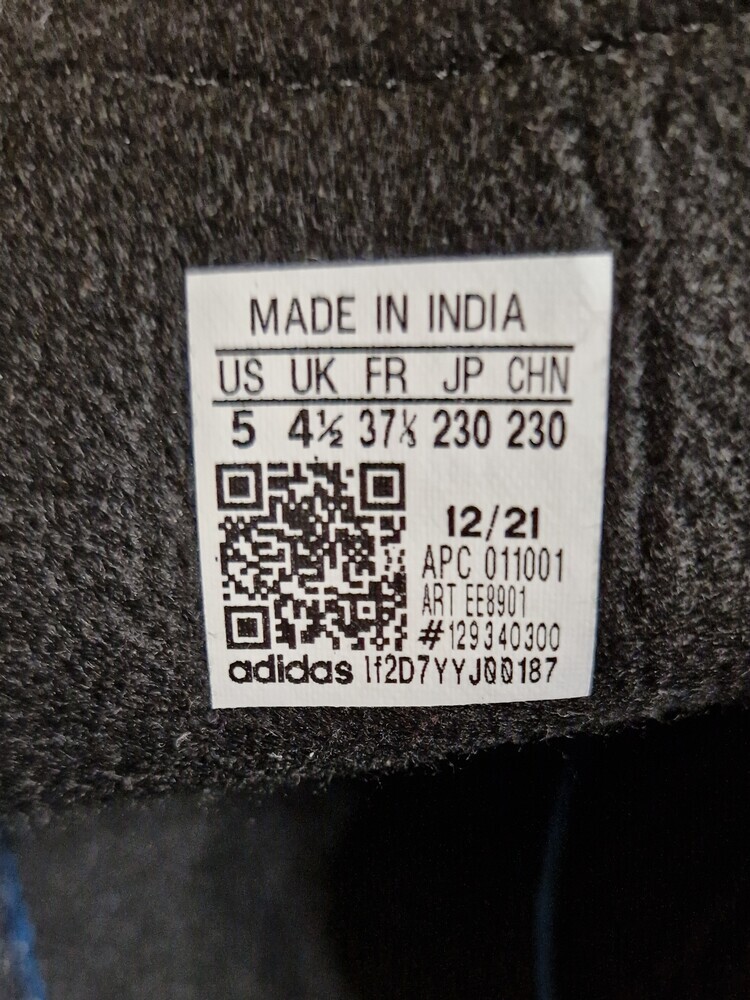 MADE IN INDIA
US UK FR JP CHN
5 4½ 37⅓ 230 230
12/21
APC 011001
ART EE8901
#129340300
adidas lf2D7YYJ00187